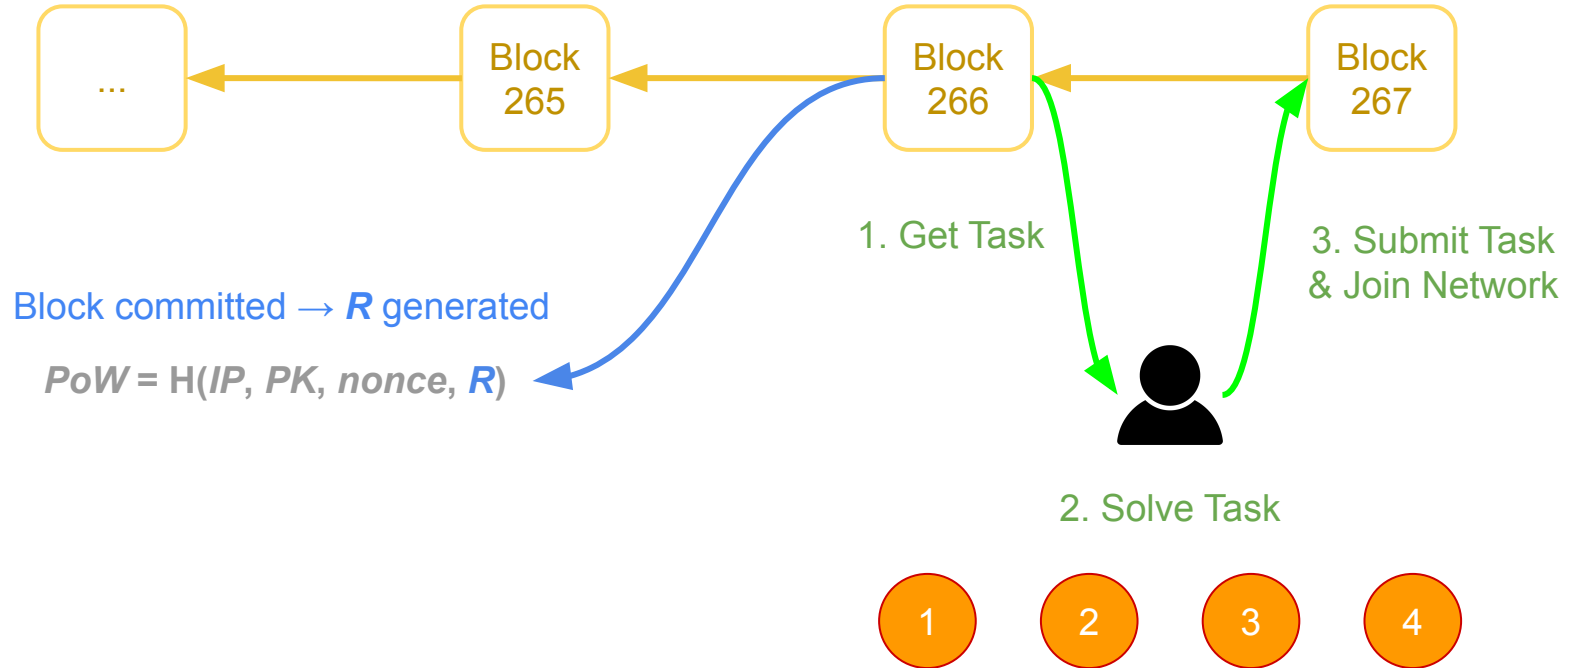 ...
Block
265
Block
266
Block
267
1. Get Task
3. Submit Task
& Join Network
Block committed → R generated
PoW = H(IP, PK, nonce, R)
2. Solve Task
1
2
3
4